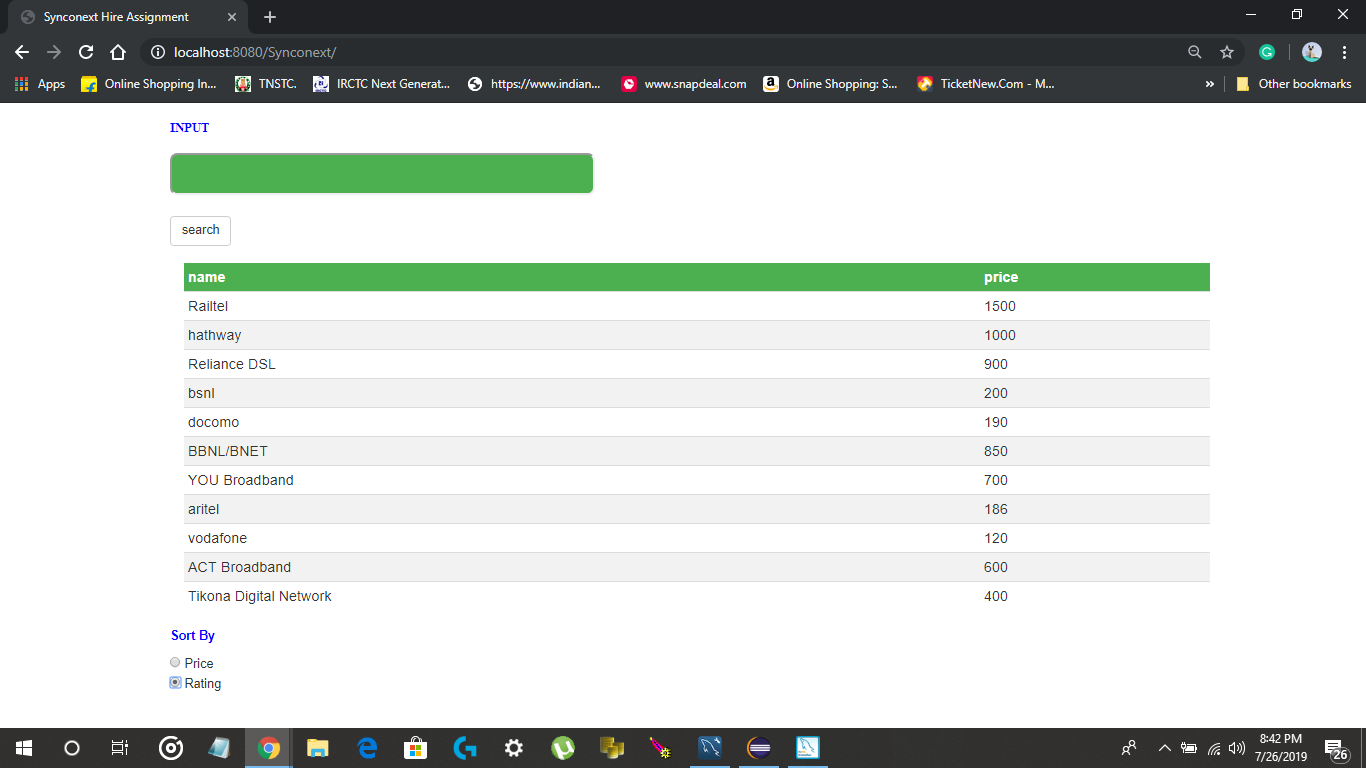 Synconext Hire Assignment
localhost:8080/Synconext/
Apps
Online Shopping In...
TNSTC.
IRCTC Next Generat...
https://www.indian...
www.snapdeal.com
Online Shopping: S...
TicketNew.Com - M...
»
Other bookmarks
INPUT
search
name price
Railtel 1500
hathway 1000
Reliance DSL 900
bsnl 200
docomo 190
BBNL/BNET 850
YOU Broadband 700
aritel 186
vodafone 120
ACT Broadband 600
Tikona Digital Network 400
Sort By
Price
Rating
8:42 PM
7/26/2019
26